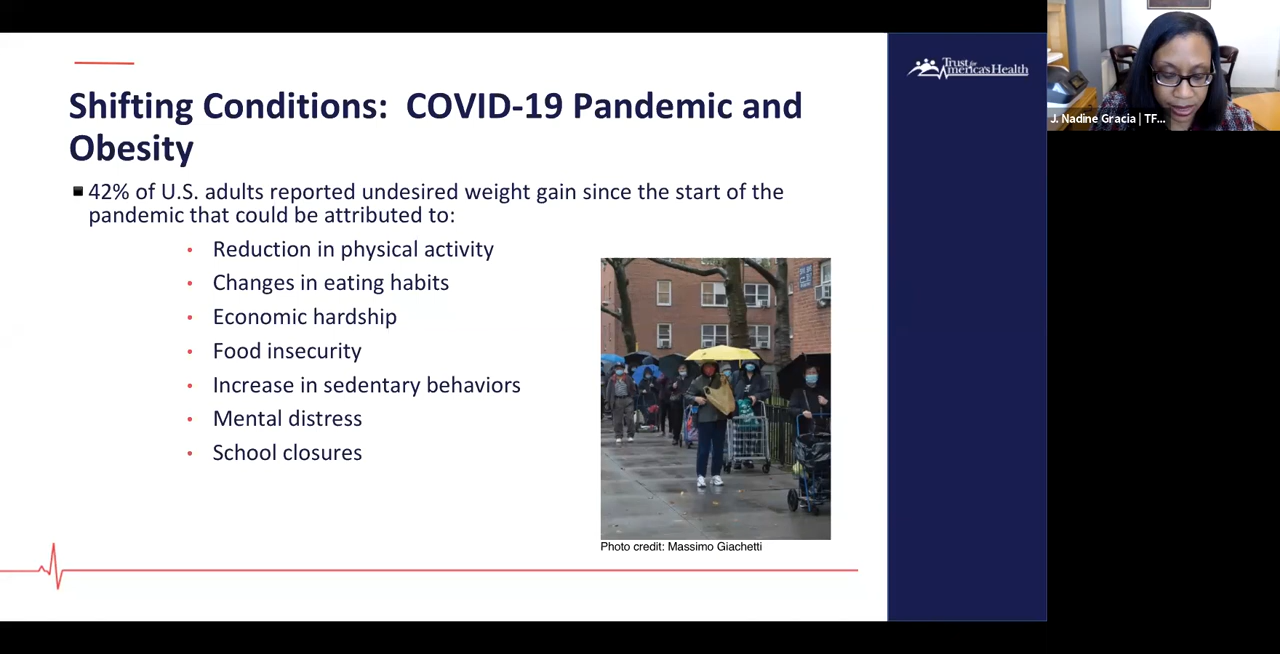 Shifting Conditions:  COVID-19 Pandemic and
Obesity
42% of U.S. adults reported undesired weight gain since the start of the
pandemic that could be attributed to:
Reduction in physical activity
Changes in eating habits
Economic hardship
Food insecurity
Increase in sedentary behaviors
Mental distress
School closures
Photo credit: Massimo Giachetti
Trust for
America's Health
J. Nadine Gracia | TF...